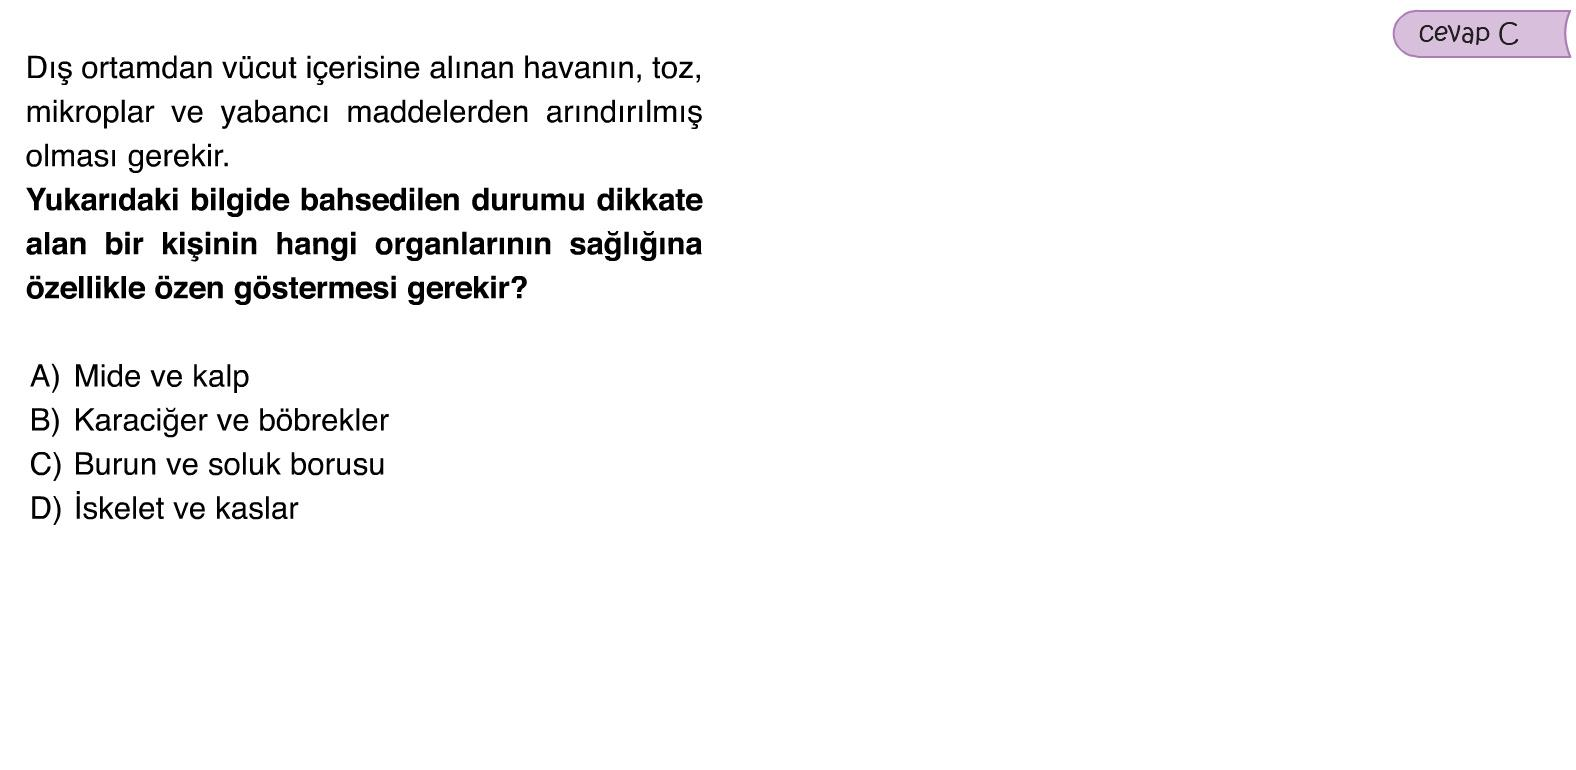 cevap C
Dış ortamdan vücut içerisine alınan havanın, toz,
mikroplar ve yabancı maddelerden arındırılmış
olması gerekir.
Yukarıdaki bilgide bahsedilen durumu dikkate
alan bir kişinin hangi organlarının sağlığına
özellikle özen göstermesi gerekir?
A) Mide ve kalp
B) Karaciğer ve böbrekler
C) Burun ve soluk borusu
D) İskelet ve kaslar